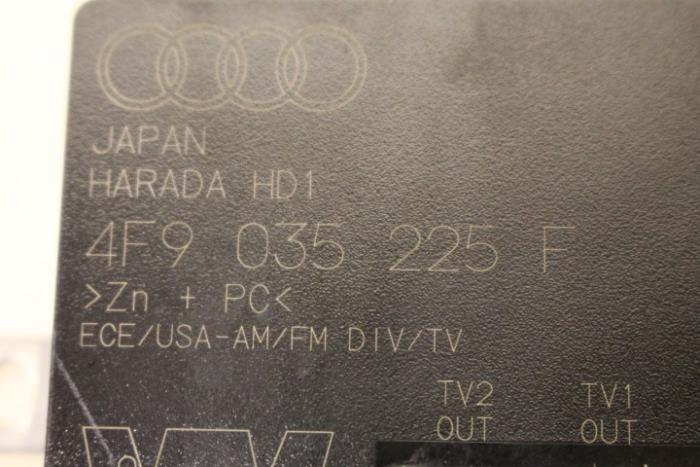 JAPAN
HARADA HD1
4F9 035 225 F
>Zn + PC<
ECE/USA-AM/FM DIV/TV
TV2 TV1
OUT OUT